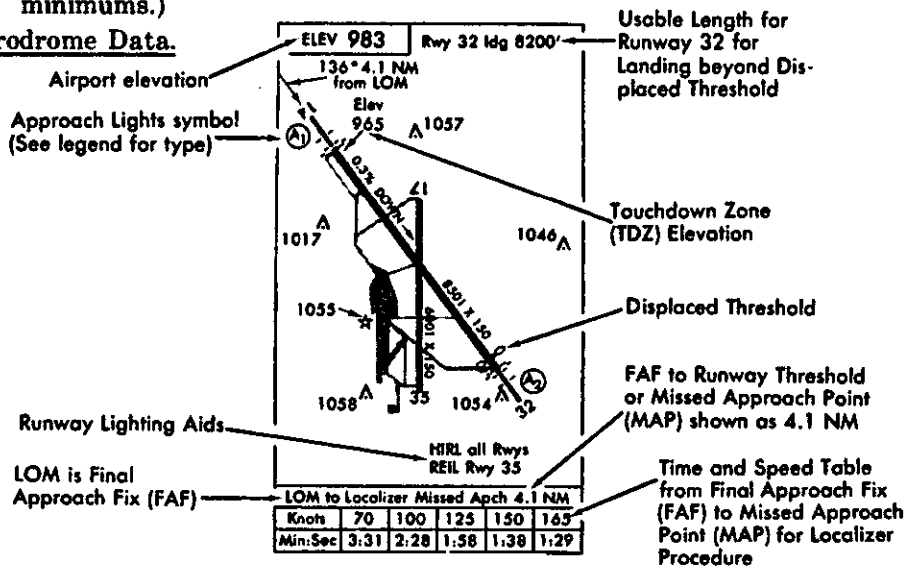 minimums.)
rodrome Data.
Airport elevation
Approach Lights symbol
(See legend for type)
Runway Lighting Aids
LOM is Final
Approach Fix (FAF)
ELEV 983
Rwy 32 ldg 8200'
136° 4.1 NM
from LOM
Elev
965
1057
A1
0.3% DOWN
17
1017
1046
8501 X 150
1055
6601 X 150
A2
1058
35
1054
32
HIRL all Rwys
REIL Rwy 35
LOM to Localizer Missed Apch 4.1 NM
Knots 70 100 125 150 165
Min:Sec 3:31 2:28 1:58 1:38 1:29
Usable Length for
Runway 32 for
Landing beyond Dis-
placed Threshold
Touchdown Zone
(TDZ) Elevation
Displaced Threshold
FAF to Runway Threshold
or Missed Approach Point
(MAP) shown as 4.1 NM
Time and Speed Table
from Final Approach Fix
(FAF) to Missed Approach
Point (MAP) for Localizer
Procedure